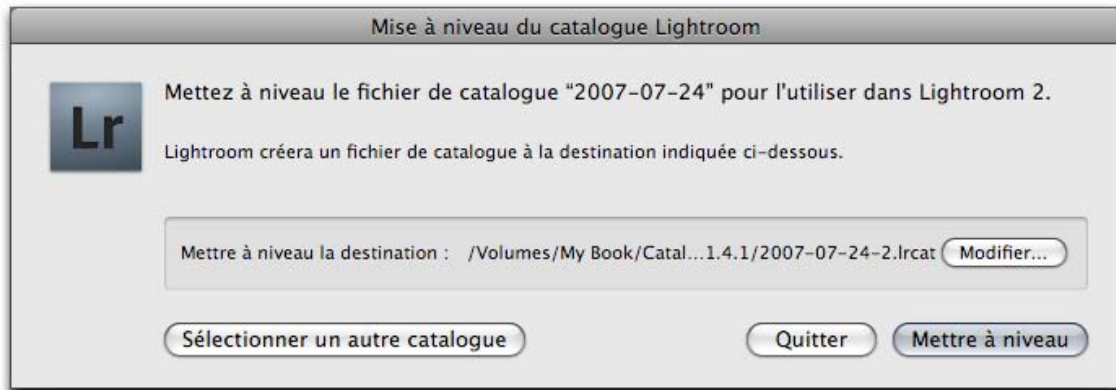 Mise à niveau du catalogue Lightroom
Lr
Mettez à niveau le fichier de catalogue “2007-07-24” pour l'utiliser dans Lightroom 2.
Lightroom créera un fichier de catalogue à la destination indiquée ci-dessous.
Mettre à niveau la destination : /Volumes/My Book/Catal...1.4.1/2007-07-24-2.lrcat Modifier...
Sélectionner un autre catalogue Quitter Mettre à niveau